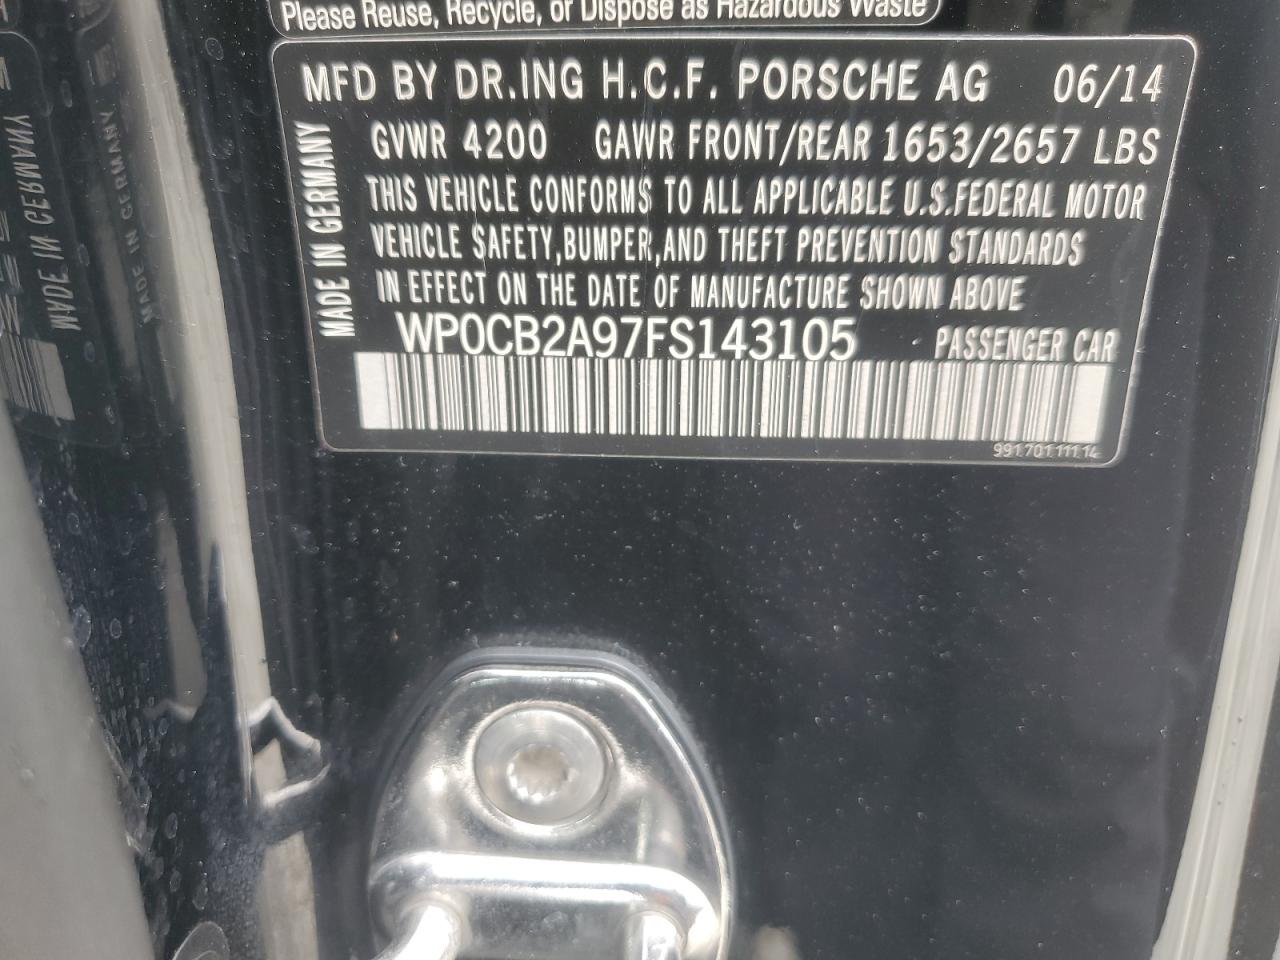 Please Reuse, Recycle, or Dispose as Hazardous Waste
MFD BY DR.ING H.C.F. PORSCHE AG 06/14
GVWR 4200 GAWR FRONT/REAR 1653/2657 LBS
THIS VEHICLE CONFORMS TO ALL APPLICABLE U.S.FEDERAL MOTOR
VEHICLE SAFETY,BUMPER,AND THEFT PREVENTION STANDARDS
IN EFFECT ON THE DATE OF MANUFACTURE SHOWN ABOVE
MADE IN GERMANY
WP0CB2A97FS143105 PASSENGER CAR
991.701.111.14
MADE IN GERMANY
MADE IN GERMANY